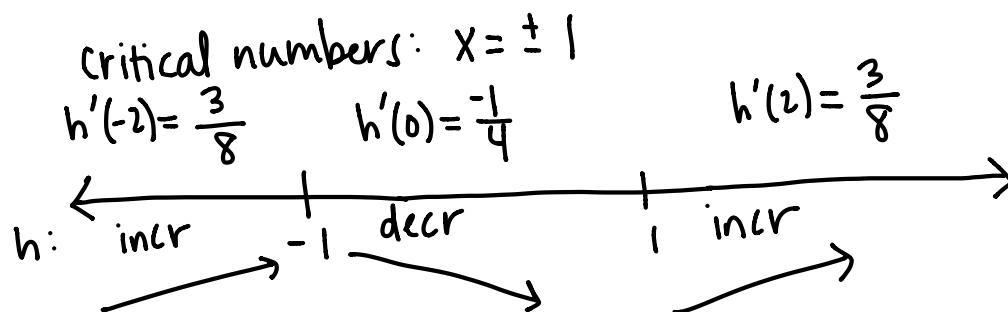 critical numbers: x = ± 1
h'(-2) = 3/8 h'(0) = -1/4 h'(2) = 3/8
h: incr -1 decr 1 incr